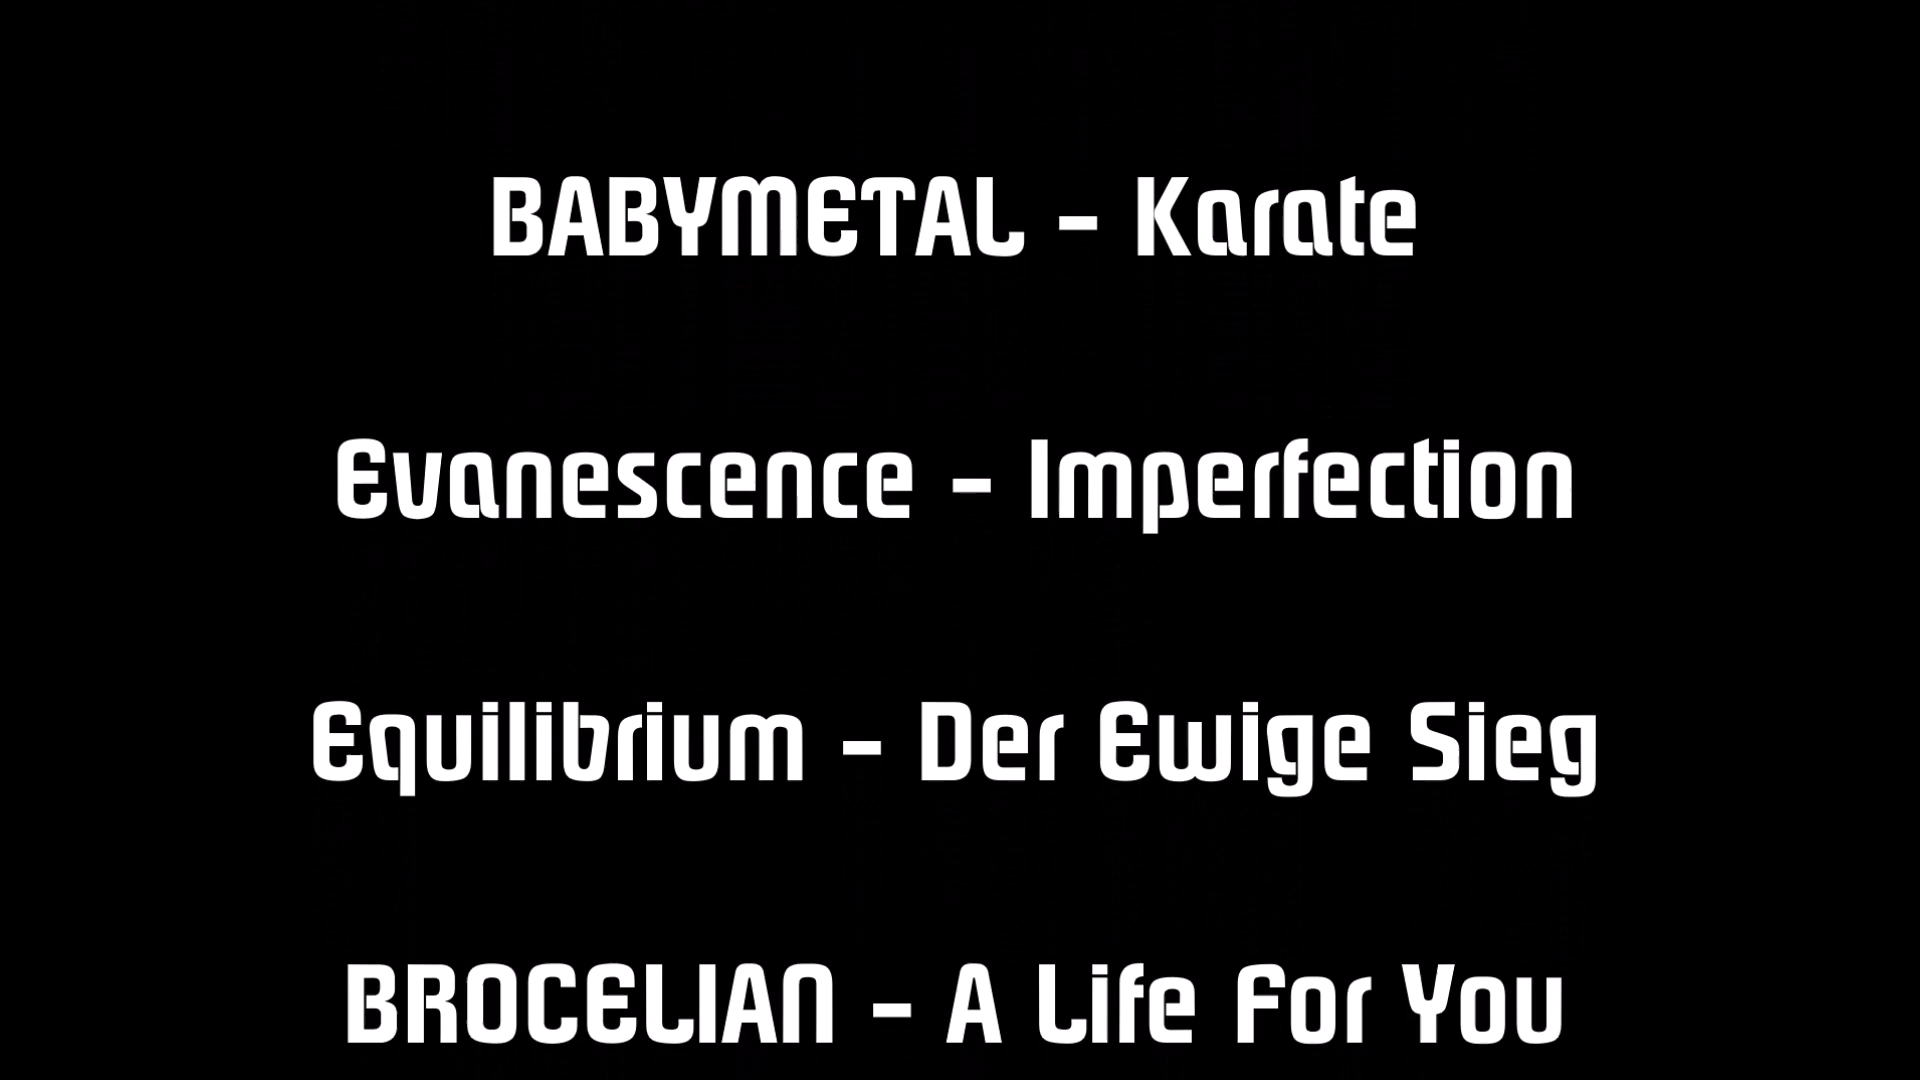 BABYMETAL - Karate
Evanescence - Imperfection
Equilibrium - Der Ewige Sieg
BROCELIAN - A Life For You